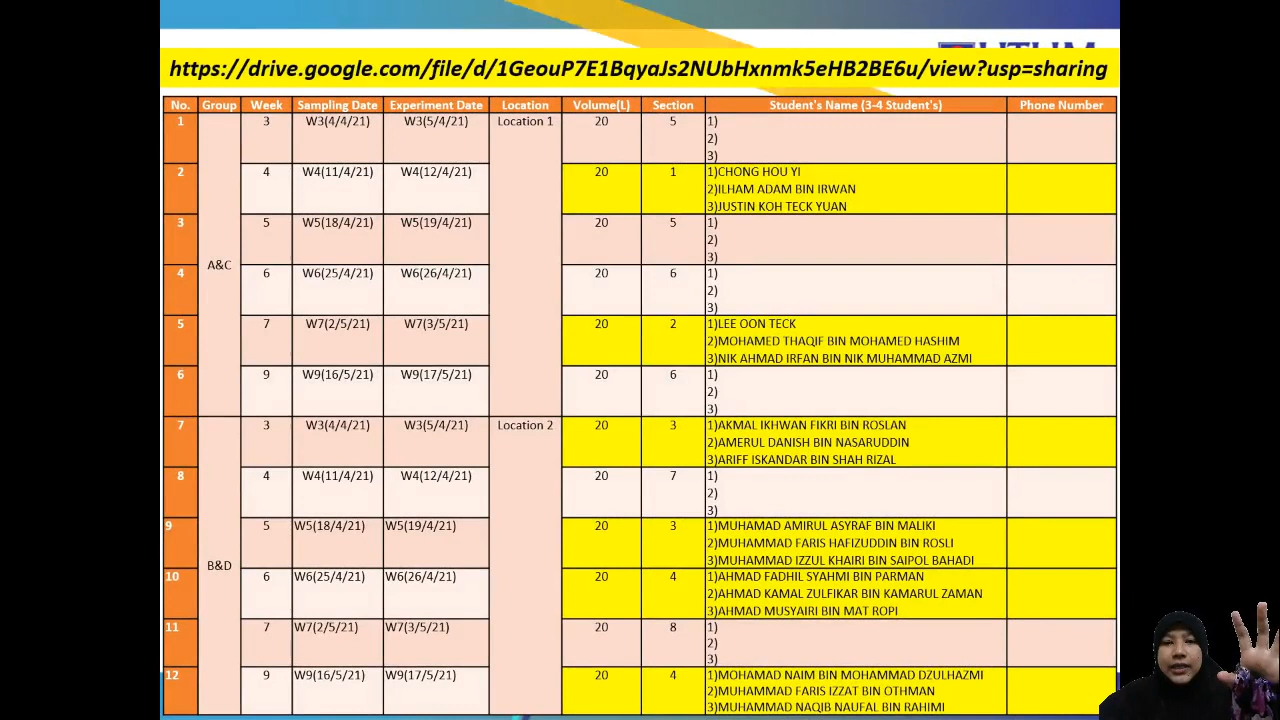 https://drive.google.com/file/d/1GeouP7E1BqyaJs2NUbHxnmk5eHB2BE6u/view?usp=sharing
No. Group Week Sampling Date Experiment Date Location Volume(L) Section Student's Name (3-4 Student's) Phone Number
1 3 W3(4/4/21) W3(5/4/21) Location 1 20 5 1)
2)
3)
2 4 W4(11/4/21) W4(12/4/21) 20 1 1)CHONG HOU YI
2)ILHAM ADAM BIN IRWAN
3)JUSTIN KOH TECK YUAN
3 5 W5(18/4/21) W5(19/4/21) 20 5 1)
2)
3)
A&C
4 6 W6(25/4/21) W6(26/4/21) 20 6 1)
2)
3)
5 7 W7(2/5/21) W7(3/5/21) 20 2 1)LEE OON TECK
2)MOHAMED THAQIF BIN MOHAMED HASHIM
3)NIK AHMAD IRFAN BIN NIK MUHAMMAD AZMI
6 9 W9(16/5/21) W9(17/5/21) 20 6 1)
2)
3)
7 3 W3(4/4/21) W3(5/4/21) Location 2 20 3 1)AKMAL IKHWAN FIKRI BIN ROSLAN
2)AMERUL DANISH BIN NASARUDDIN
3)ARIFF ISKANDAR BIN SHAH RIZAL
8 4 W4(11/4/21) W4(12/4/21) 20 7 1)
2)
3)
9 5 W5(18/4/21) W5(19/4/21) 20 3 1)MUHAMAD AMIRUL ASYRAF BIN MALIKI
2)MUHAMMAD FARIS HAFIZUDDIN BIN ROSLI
3)MUHAMMAD IZZUL KHAIRI BIN SAIPOL BAHADI
B&D
10 6 W6(25/4/21) W6(26/4/21) 20 4 1)AHMAD FADHIL SYAHMI BIN PARMAN
2)AHMAD KAMAL ZULFIKAR BIN KAMARUL ZAMAN
3)AHMAD MUSYAIRI BIN MAT ROPI
11 7 W7(2/5/21) W7(3/5/21) 20 8 1)
2)
3)
12 9 W9(16/5/21) W9(17/5/21) 20 4 1)MOHAMAD NAIM BIN MOHAMMAD DZULHAZMI
2)MUHAMMAD FARIS IZZAT BIN OTHMAN
3)MUHAMMAD NAQIB NAUFAL BIN RAHIMI